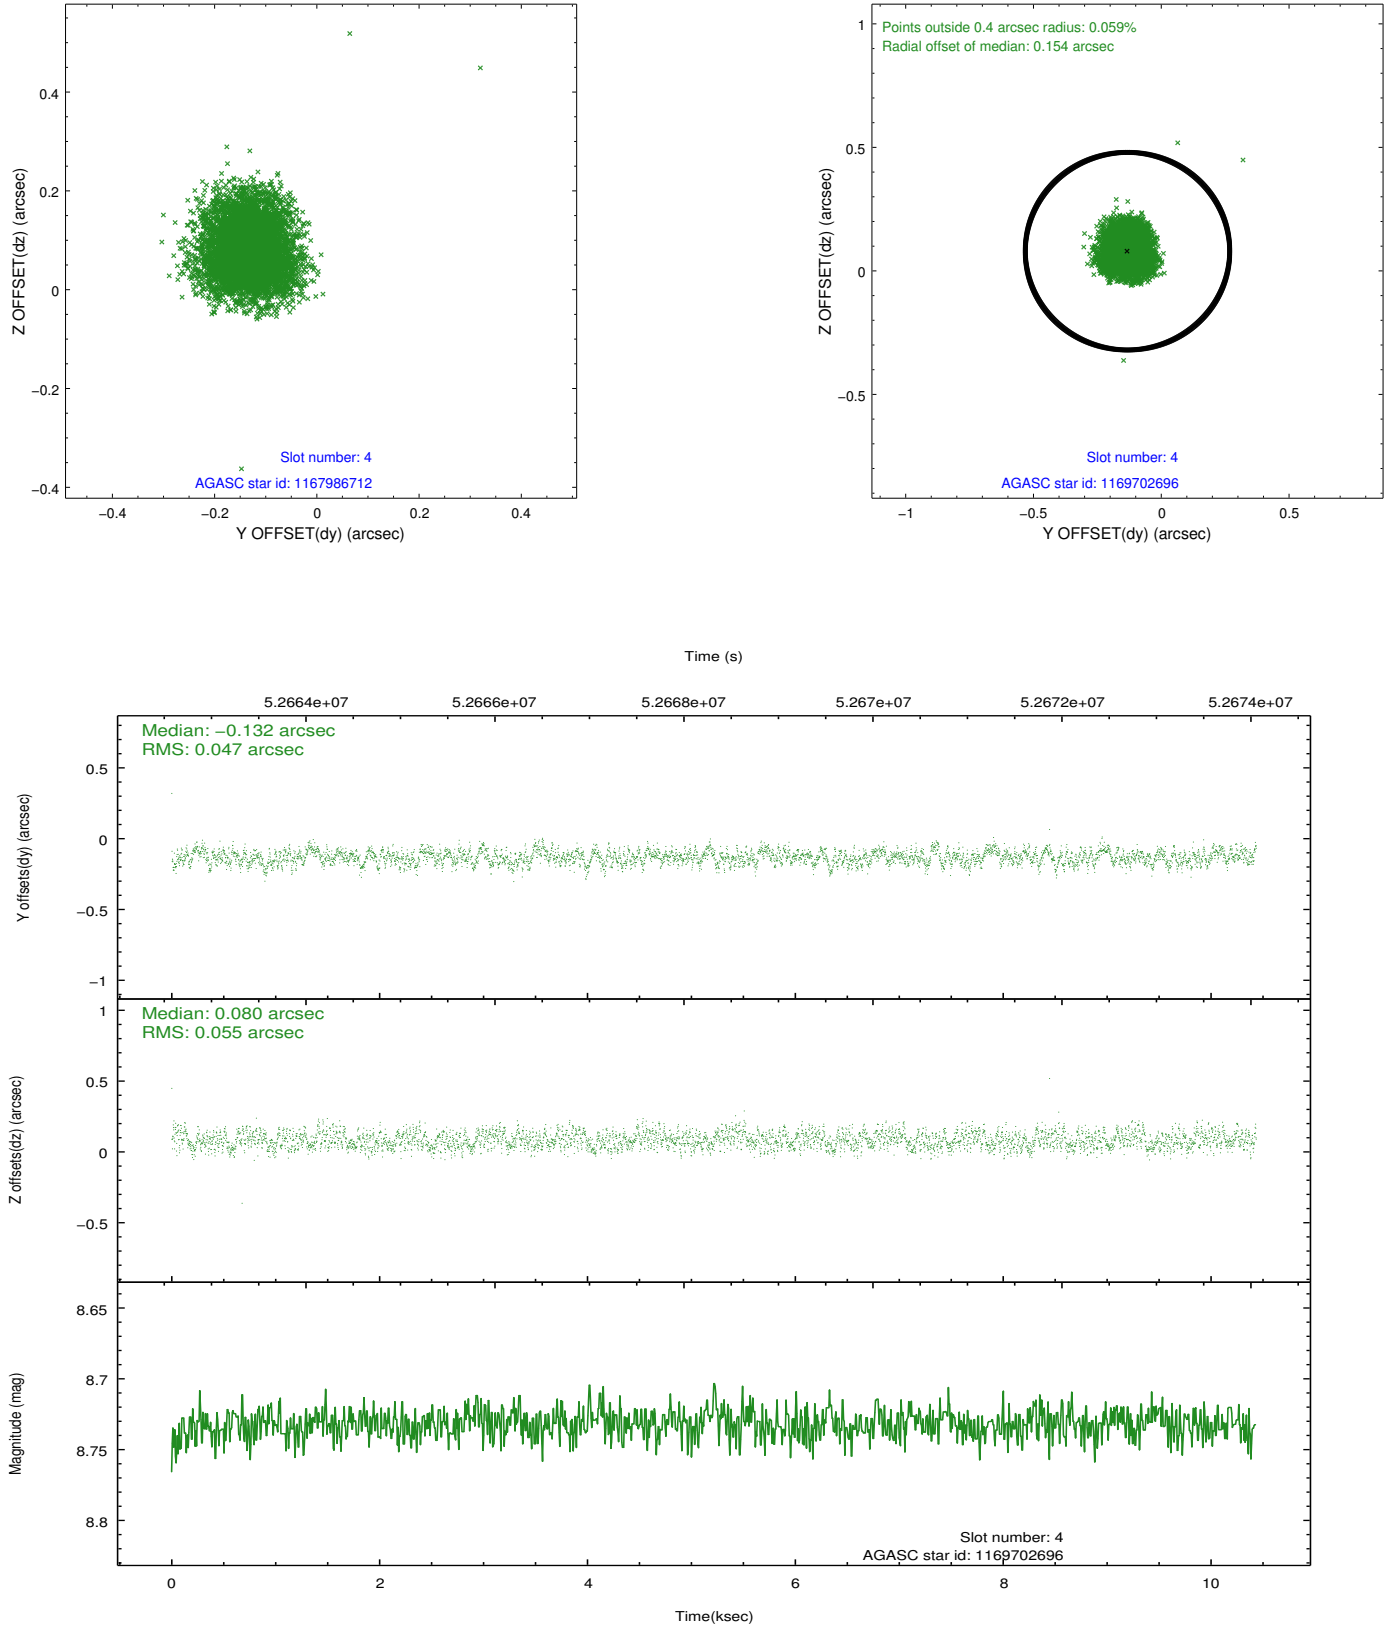 0.4
0.2
0
−0.2
−0.4
Z OFFSET(dz) (arcsec)
Slot number: 4
AGASC star id: 1167986712
−0.4
−0.2
0
0.2
0.4
Y OFFSET(dy) (arcsec)
Points outside 0.4 arcsec radius: 0.059%
Radial offset of median: 0.154 arcsec
1
0.5
0
−0.5
Z OFFSET(dz) (arcsec)
Slot number: 4
AGASC star id: 1169702696
−1
−0.5
0
0.5
Y OFFSET(dy) (arcsec)
Time (s)
5.2664e+07
5.2666e+07
5.2668e+07
5.267e+07
5.2672e+07
5.2674e+07
Median: −0.132 arcsec
RMS: 0.047 arcsec
0.5
0
−0.5
−1
Y offsets(dy) (arcsec)
Median: 0.080 arcsec
RMS: 0.055 arcsec
1
0.5
0
−0.5
Z offsets(dz) (arcsec)
8.65
8.7
8.75
8.8
Magnitude (mag)
Slot number: 4
AGASC star id: 1169702696
0
2
4
6
8
10
Time(ksec)